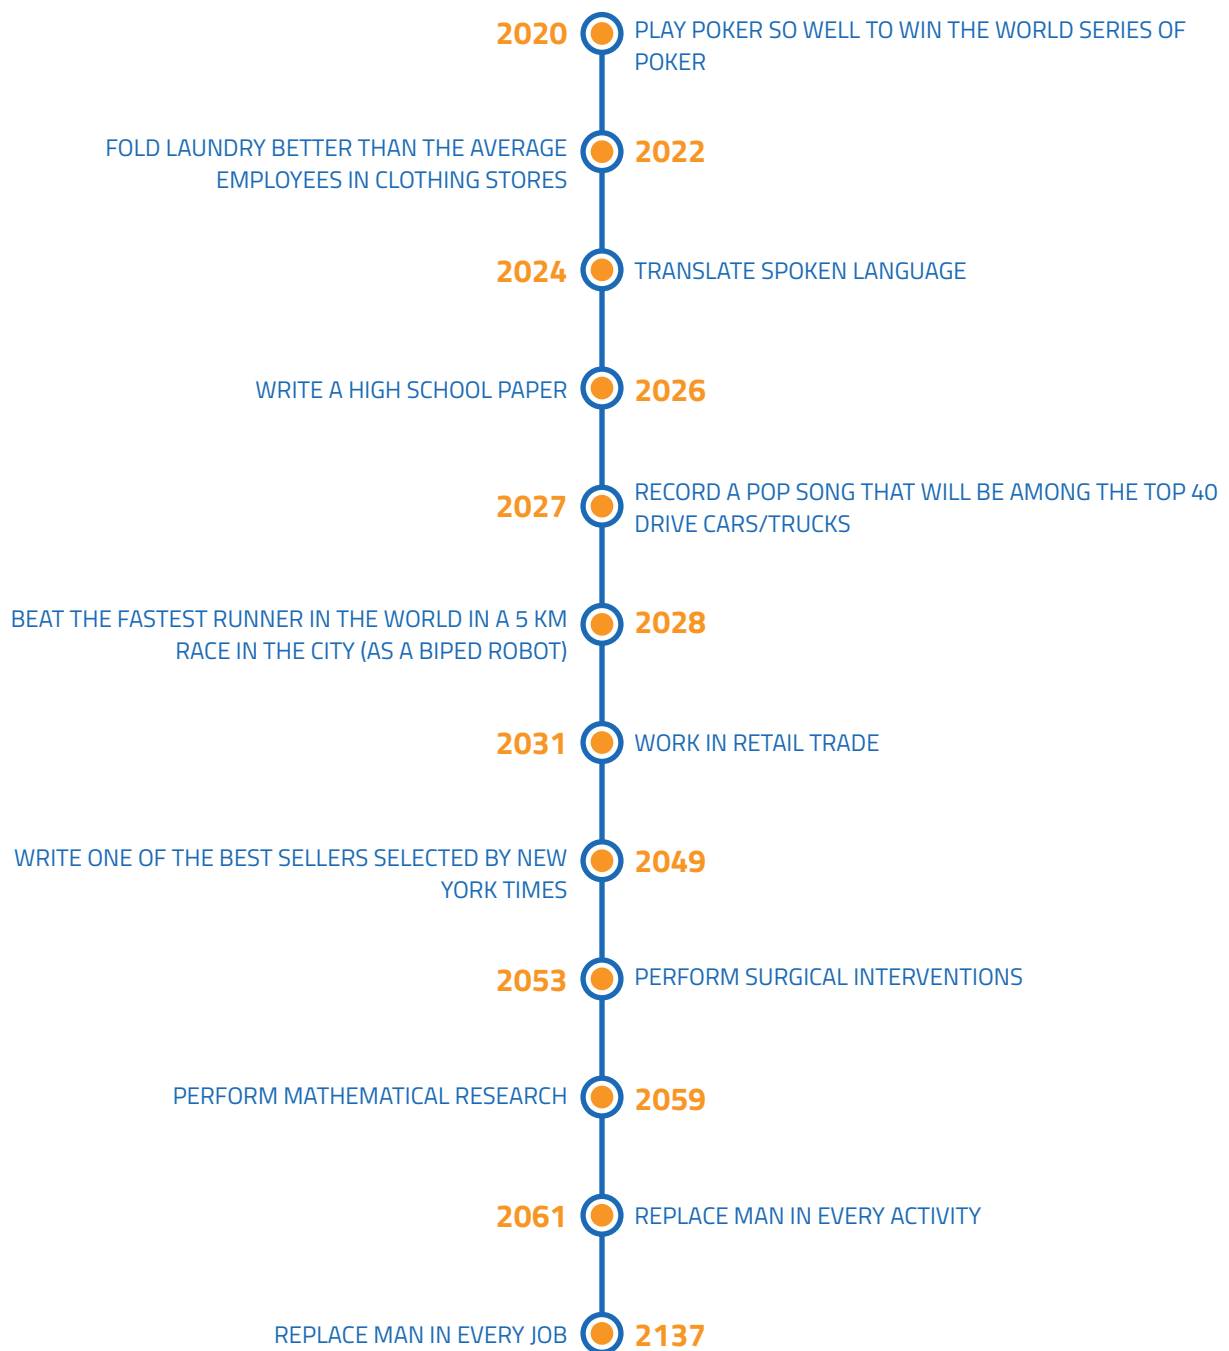 2020
PLAY POKER SO WELL TO WIN THE WORLD SERIES OF
POKER
FOLD LAUNDRY BETTER THAN THE AVERAGE
EMPLOYEES IN CLOTHING STORES
2022
2024
TRANSLATE SPOKEN LANGUAGE
WRITE A HIGH SCHOOL PAPER
2026
2027
RECORD A POP SONG THAT WILL BE AMONG THE TOP 40
DRIVE CARS/TRUCKS
BEAT THE FASTEST RUNNER IN THE WORLD IN A 5 KM
RACE IN THE CITY (AS A BIPED ROBOT)
2028
2031
WORK IN RETAIL TRADE
WRITE ONE OF THE BEST SELLERS SELECTED BY NEW
YORK TIMES
2049
2053
PERFORM SURGICAL INTERVENTIONS
PERFORM MATHEMATICAL RESEARCH
2059
2061
REPLACE MAN IN EVERY ACTIVITY
REPLACE MAN IN EVERY JOB
2137